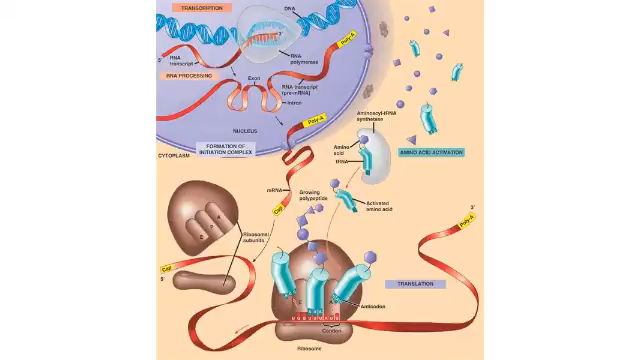 TRANSCRIPTION
DNA
3'
5'
RNA
transcript
RNA
polymerase
Poly-A
RNA PROCESSING
Exon
RNA transcript
(pre-mRNA)
Intron
Aminoacyl-tRNA
synthetase
NUCLEUS
Poly-A
FORMATION OF
INITIATION COMPLEX
CYTOPLASM
Amino
acid
tRNA
AMINO ACID ACTIVATION
mRNA
Growing
polypeptide
Cap
Activated
amino acid
3'
Poly-A
Ribosomal
subunits
Cap
5'
TRANSLATION
E
A
Anticodon
Codon
Ribosome